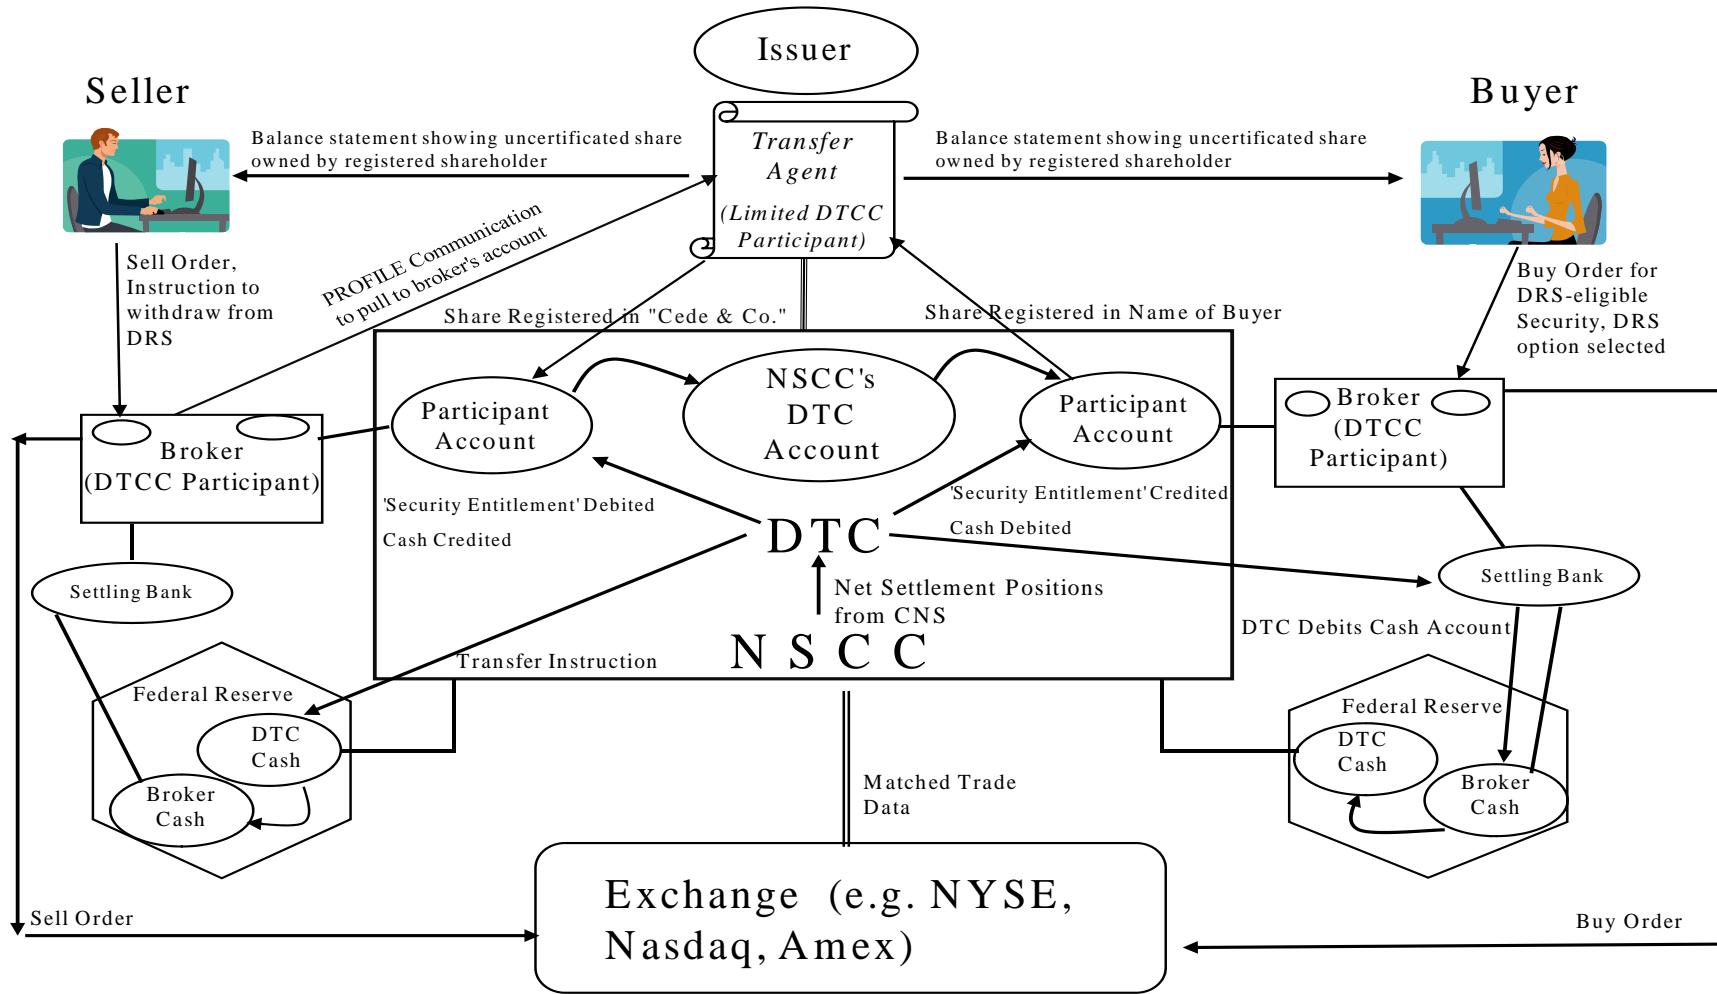 Issuer
Seller
Buyer
Balance statement showing uncertificated share
owned by registered shareholder
Transfer
Agent
(Limited DTCC
Participant)
Balance statement showing uncertificated share
owned by registered shareholder
Sell Order,
Instruction to
withdraw from
DRS
PROFILE Communication
to pull to broker's account
Buy Order for
DRS-eligible
Security, DRS
option selected
Share Registered in "Cede & Co."
Share Registered in Name of Buyer
Broker
(DTCC Participant)
Participant
Account
NSCC's
DTC
Account
Participant
Account
Broker
(DTCC
Participant)
'Security Entitlement' Debited
Cash Credited
DTC
'Security Entitlement' Credited
Cash Debited
Settling Bank
Settling Bank
Net Settlement Positions
from CNS
NSCC
Transfer Instruction
DTC Debits Cash Account
Federal Reserve
DTC
Cash
Broker
Cash
Federal Reserve
DTC
Cash
Broker
Cash
Matched Trade
Data
Exchange (e.g. NYSE,
Nasdaq, Amex)
Sell Order
Buy Order